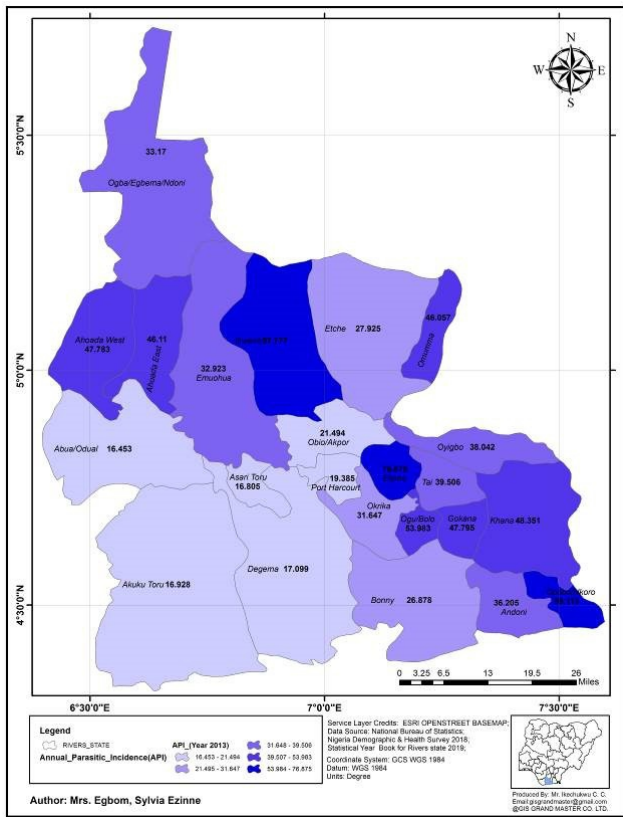 N
W E
S
5°30'0"N
5°0'0"N
4°30'0"N
33.17
Ogba/Egbema/Ndoni
Ahoada West
47.783
46.11
Ahoada East
32.923
Emuohua
Etche 27.925
48.057
Omumma
Abua/Odual 16.453
21.494
Obio/Akpor
Oyigbo 38.042
Asari Toru
16.805
19.385
Port Harcourt
Tai 39.506
Okrika
31.647
Ogu/Bolo
53.983
Gokana
47.795
Khana 48.351
Akuku Toru 16.928
Degema 17.099
Bonny 26.878
36.205
Andoni
0 3.25 6.5 13 19.5 26
Miles
6°30'0"E 7°0'0"E 7°30'0"E
Legend
RIVERS_STATE
Annual_Parasitic_Incidence(API)
API_(Year 2013)
16.453 - 21.494
21.495 - 31.647
31.648 - 39.506
39.507 - 53.983
53.984 - 76.875
Service Layer Credits: ESRI OPENSTREET BASEMAP;
Data Source: National Bureau of Statistics;
Nigeria Demographic & Health Survey 2018;
Statistical Year Book for Rivers state 2019;
Coordinate System: GCS WGS 1984
Datum: WGS 1984
Units: Degree
Author: Mrs. Egbom, Sylvia Ezinne
Produced By: Mr. Ikechukwu C. C.
Email:gisgrandmaster@gmail.com
@GIS GRAND MASTER CO. LTD.